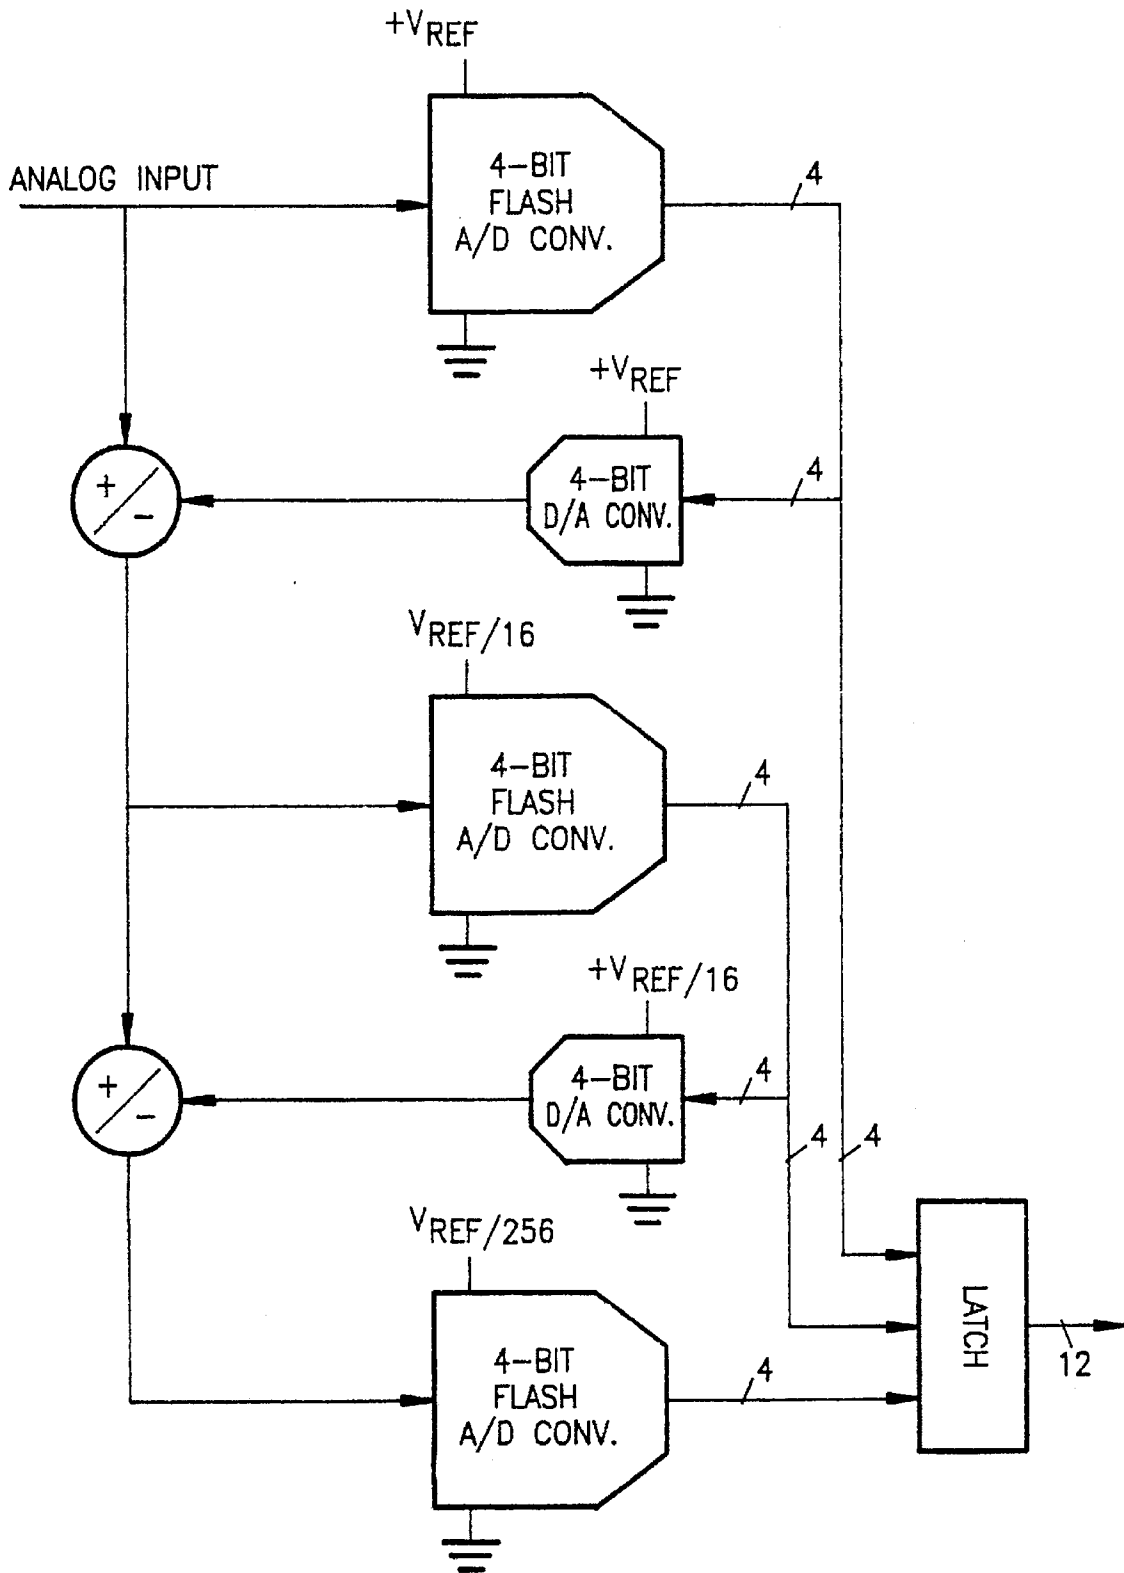 +VREF
ANALOG INPUT
4-BIT
FLASH
A/D CONV.
4
+VREF
+
-
4-BIT
D/A CONV.
4
VREF/16
4-BIT
FLASH
A/D CONV.
4
+VREF/16
+
-
4-BIT
D/A CONV.
4
4
4
VREF/256
4-BIT
FLASH
A/D CONV.
4
LATCH
12